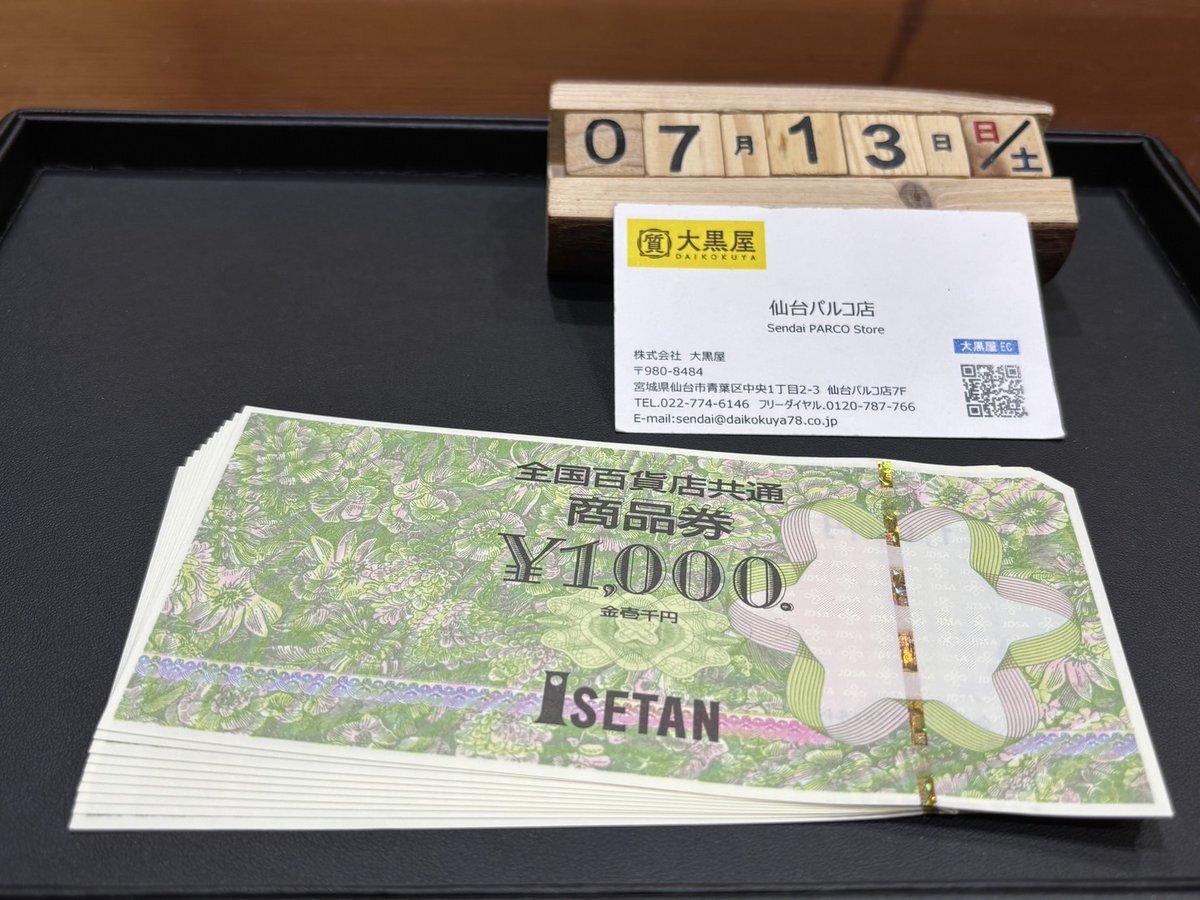 07月13日 日/土
質 大黒屋
DAIKOKUYA
仙台パルコ店
Sendai PARCO Store
大黒屋 EC
株式会社 大黒屋
〒980-8484
宮城県仙台市青葉区中央1丁目2-3 仙台パルコ店7F
TEL.022-774-6146 フリーダイヤル.0120-787-766
E-mail:sendai@daikokuya78.co.jp
全国百貨店共通
商品券
¥1,000
金壱千円
ISETAN
JDSA